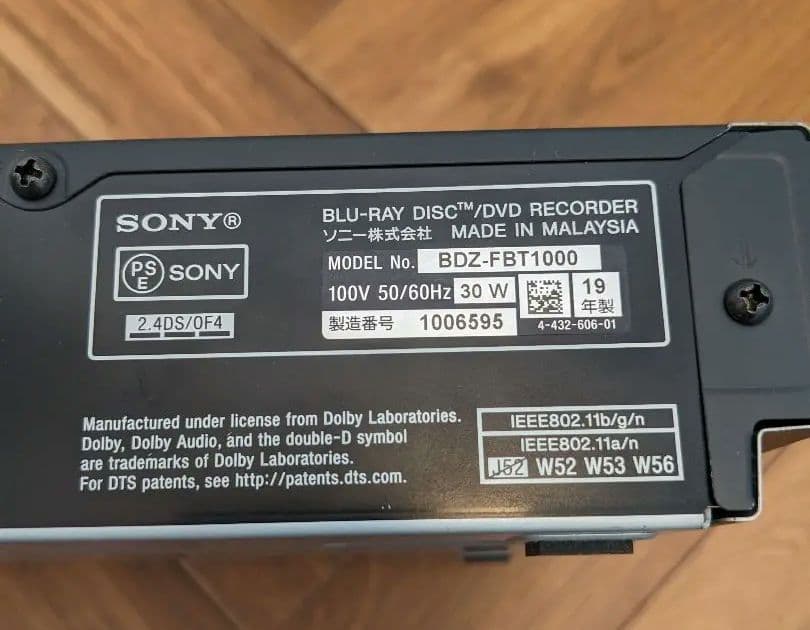 SONY®
BLU-RAY DISC™/DVD RECORDER
ソニー株式会社 MADE IN MALAYSIA
PS
E
SONY
MODEL No. BDZ-FBT1000
100V 50/60Hz 30 W
19
年製
2.4DS/OF4
製造番号 1006595
4-432-606-01
Manufactured under license from Dolby Laboratories.
Dolby, Dolby Audio, and the double-D symbol
are trademarks of Dolby Laboratories.
For DTS patents, see http://patents.dts.com.
IEEE802.11b/g/n
IEEE802.11a/n
J52 W52 W53 W56